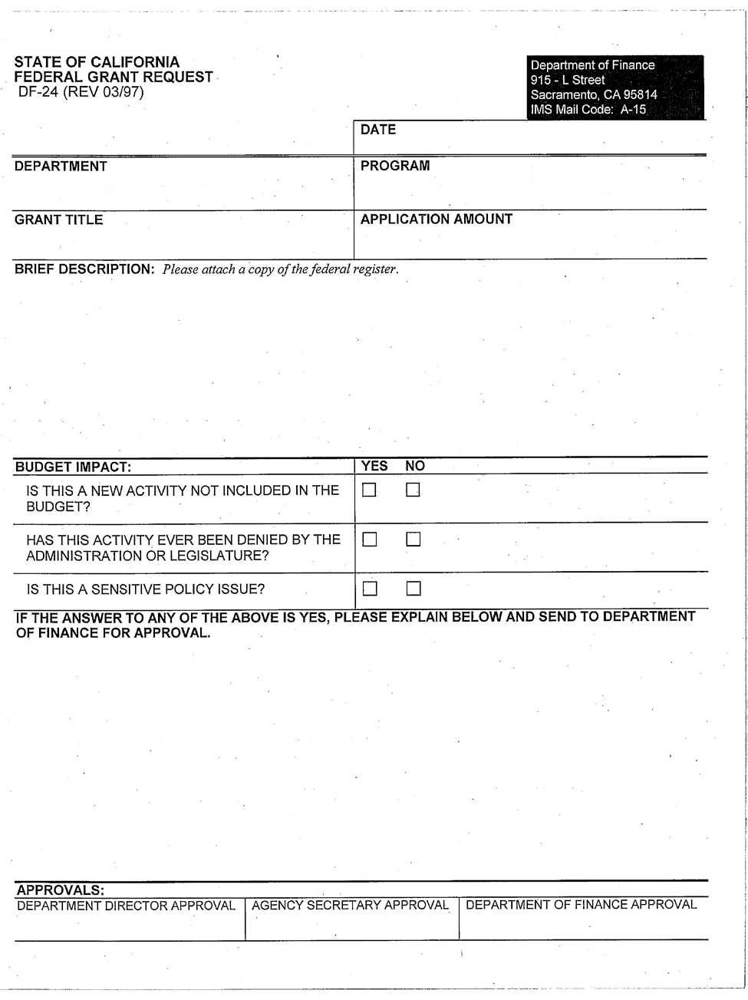 STATE OF CALIFORNIA
FEDERAL GRANT REQUEST
DF-24 (REV 03/97)
Department of Finance
915 - L Street
Sacramento, CA 95814
IMS Mail Code: A-15
DATE
DEPARTMENT
PROGRAM
GRANT TITLE
APPLICATION AMOUNT
BRIEF DESCRIPTION: Please attach a copy of the federal register.
BUDGET IMPACT:
YES NO
IS THIS A NEW ACTIVITY NOT INCLUDED IN THE
BUDGET?
HAS THIS ACTIVITY EVER BEEN DENIED BY THE
ADMINISTRATION OR LEGISLATURE?
IS THIS A SENSITIVE POLICY ISSUE?
IF THE ANSWER TO ANY OF THE ABOVE IS YES, PLEASE EXPLAIN BELOW AND SEND TO DEPARTMENT
OF FINANCE FOR APPROVAL.
APPROVALS:
DEPARTMENT DIRECTOR APPROVAL
AGENCY SECRETARY APPROVAL
DEPARTMENT OF FINANCE APPROVAL